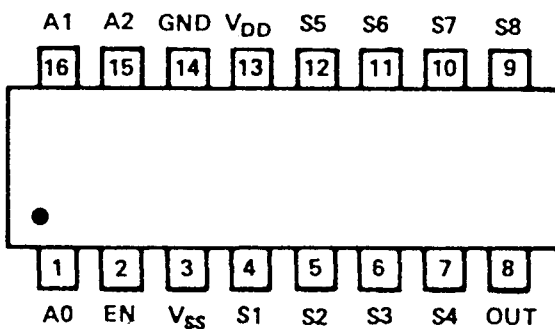 A1 A2 GND VDD S5 S6 S7 S8
16 15 14 13 12 11 10 9
1 2 3 4 5 6 7 8
A0 EN VSS S1 S2 S3 S4 OUT